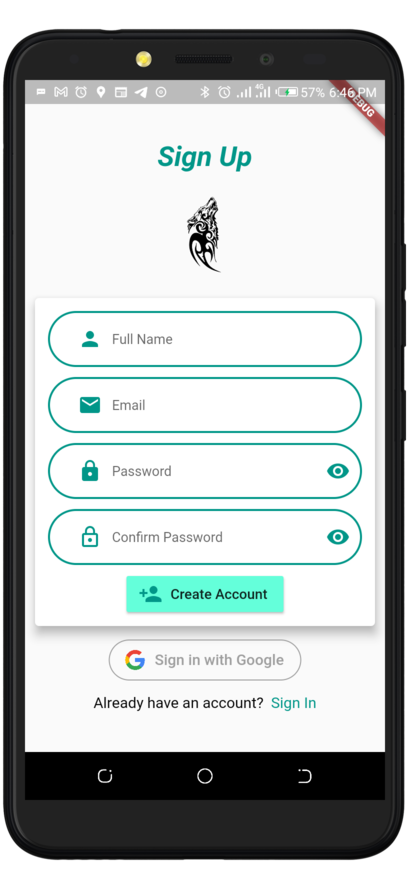 4G
57% 6:46 PM
DEBUG
Sign Up
Full Name
Email
Password
Confirm Password
Create Account
G Sign in with Google
Already have an account? Sign In